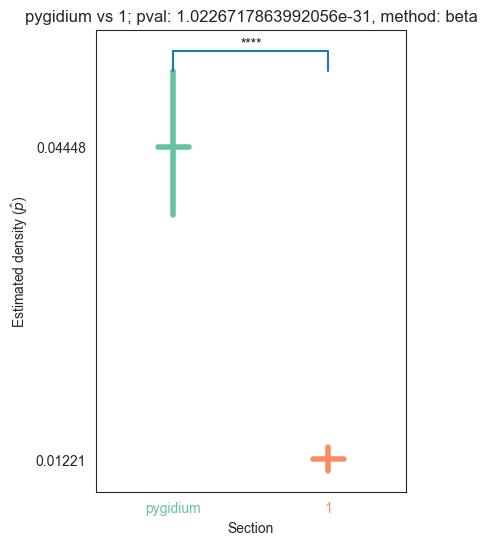 pygidium vs 1; pval: 1.0226717863992056e-31, method: beta
****
0.04448
Estimated density (p̂)
0.01221
pygidium 1
Section